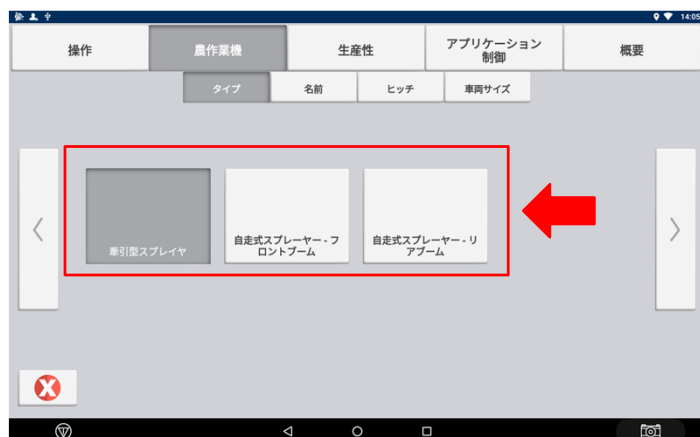 14:05
操作
農作業機
生産性
アプリケーション
制御
概要
タイプ
名前
ヒッチ
車両サイズ
牽引型スプレイヤ
自走式スプレーヤー - フ
ロントブーム
自走式スプレーヤー - リ
アブーム